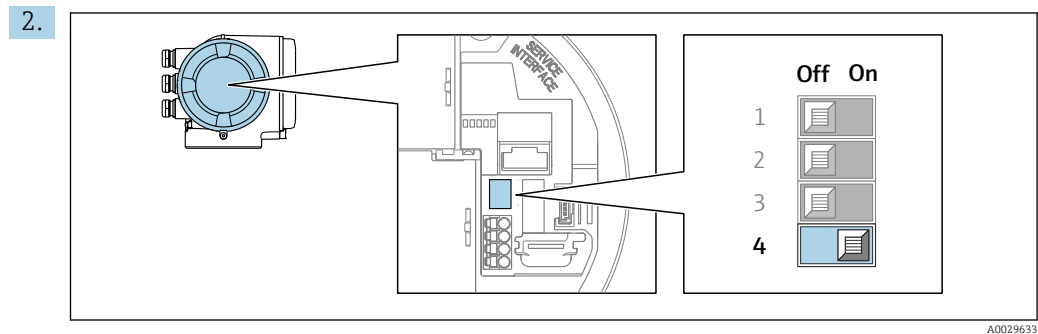 2.
SERVICE
INTERFACE
Off On
1
2
3
4
A0029633